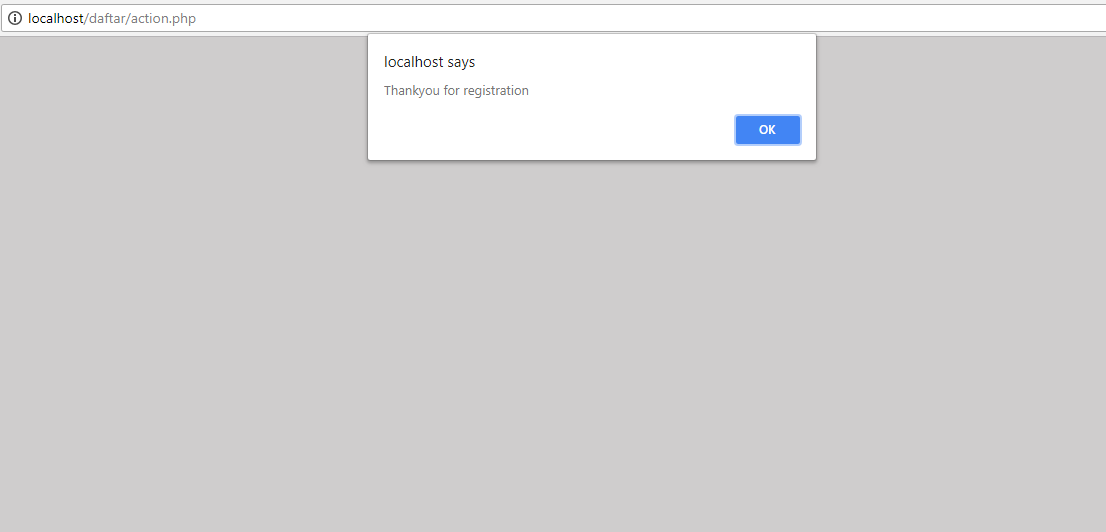 localhost/daftar/action.php
localhost says
Thankyou for registration
OK